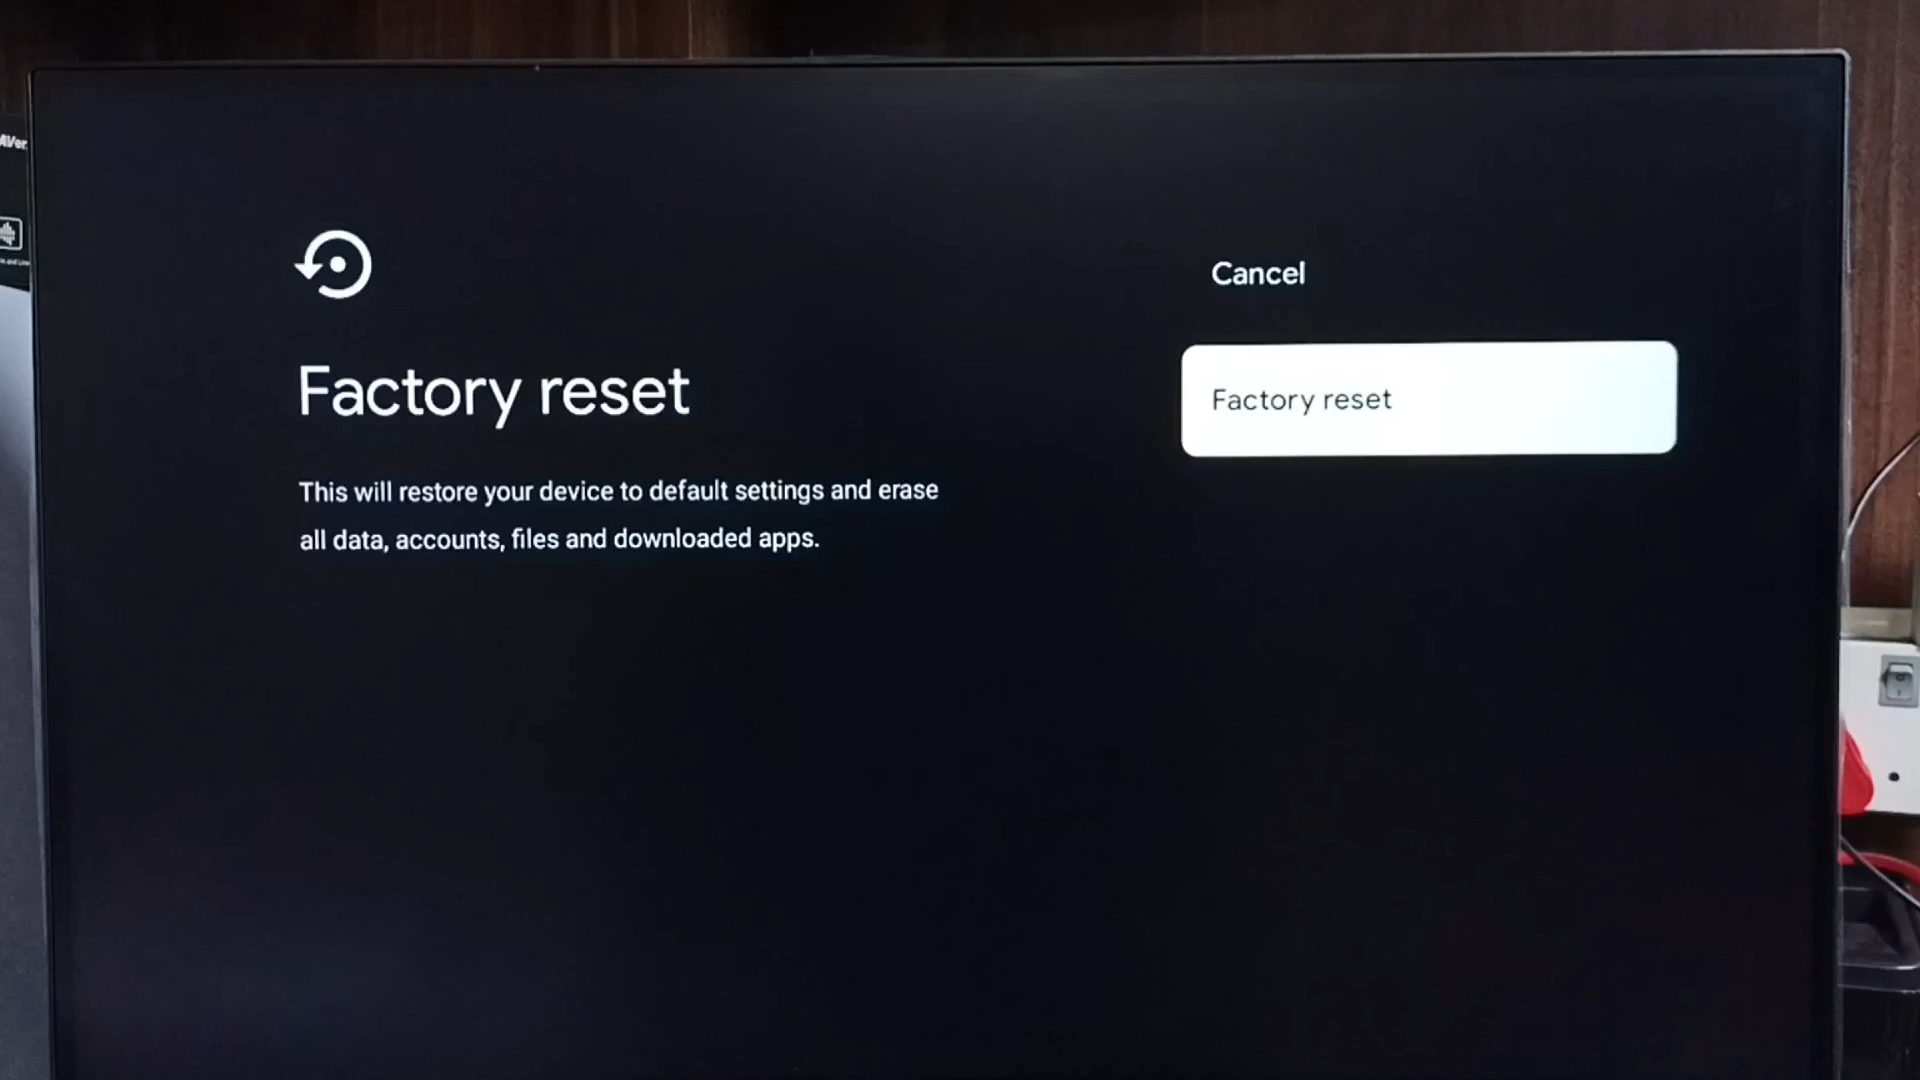 Factory reset
This will restore your device to default settings and erase
all data, accounts, files and downloaded apps.
Cancel
Factory reset